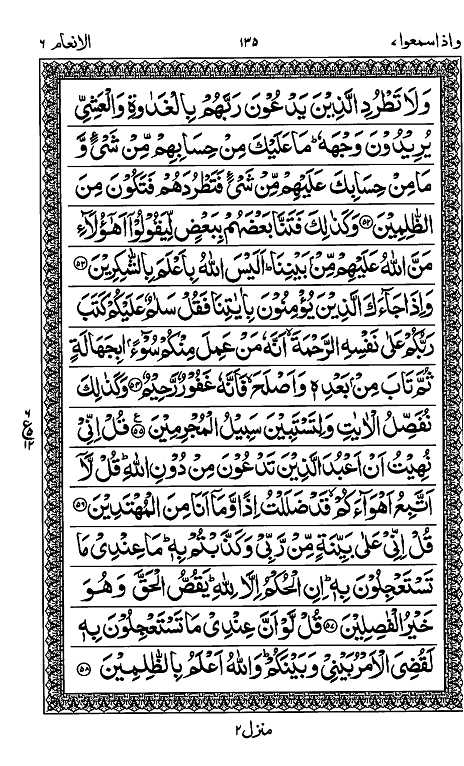 واذاسمعوا ٧ ١٣٥ الانعام ٦
وَلَا تَطْرُدِ الَّذِيْنَ يَدْعُوْنَ رَبَّهُمْ بِالْغَدٰوةِ وَالْعَشِيِّ
يُرِيْدُوْنَ وَجْهَهٗ ؕ مَا عَلَيْكَ مِنْ حِسَابِهِمْ مِّنْ شَيْءٍ وَّ
مَا مِنْ حِسَابِكَ عَلَيْهِمْ مِّنْ شَيْءٍ فَتَطْرُدَهُمْ فَتَكُوْنَ مِنَ
الظّٰلِمِيْنَ ﴿٥٢﴾ وَكَذٰلِكَ فَتَنَّا بَعْضَهُمْ بِبَعْضٍ لِّيَقُوْلُوْۤا اَهٰۤؤُلَآءِ
مَنَّ اللّٰهُ عَلَيْهِمْ مِّنْۢ بَيْنِنَا ؕ اَلَيْسَ اللّٰهُ بِاَعْلَمَ بِالشّٰكِرِيْنَ ﴿٥٣﴾
وَاِذَا جَآءَكَ الَّذِيْنَ يُؤْمِنُوْنَ بِاٰيٰتِنَا فَقُلْ سَلٰمٌ عَلَيْكُمْ كَتَبَ
رَبُّكُمْ عَلٰى نَفْسِهِ الرَّحْمَةَ ۙ اَنَّهٗ مَنْ عَمِلَ مِنْكُمْ سُوْٓءًۢا بِجَهَالَةٍ
ثُمَّ تَابَ مِنْۢ بَعْدِهٖ وَاَصْلَحَ ۙ فَاَنَّهٗ غَفُوْرٌ رَّحِيْمٌ ﴿٥٤﴾ وَكَذٰلِكَ
نُفَصِّلُ الْاٰيٰتِ وَلِتَسْتَبِيْنَ سَبِيْلُ الْمُجْرِمِيْنَ ﴿٥٥﴾ ع قُلْ اِنِّيْ
نُهِيْتُ اَنْ اَعْبُدَ الَّذِيْنَ تَدْعُوْنَ مِنْ دُوْنِ اللّٰهِ ؕ قُلْ لَّاۤ
اَتَّبِعُ اَهْوَآءَكُمْ ۙ قَدْ ضَلَلْتُ اِذًا وَّمَاۤ اَنَا مِنَ الْمُهْتَدِيْنَ ﴿٥٦﴾
قُلْ اِنِّيْ عَلٰى بَيِّنَةٍ مِّنْ رَّبِّيْ وَكَذَّبْتُمْ بِهٖ ؕ مَا عِنْدِيْ مَا
تَسْتَعْجِلُوْنَ بِهٖ ؕ اِنِ الْحُكْمُ اِلَّا لِلّٰهِ ؕ يَقُصُّ الْحَقَّ وَهُوَ
خَيْرُ الْفٰصِلِيْنَ ﴿٥٧﴾ قُلْ لَّوْ اَنَّ عِنْدِيْ مَا تَسْتَعْجِلُوْنَ بِهٖ
لَقُضِيَ الْاَمْرُ بَيْنِيْ وَبَيْنَكُمْ ؕ وَاللّٰهُ اَعْلَمُ بِالظّٰلِمِيْنَ ﴿٥٨﴾
منزل ٢